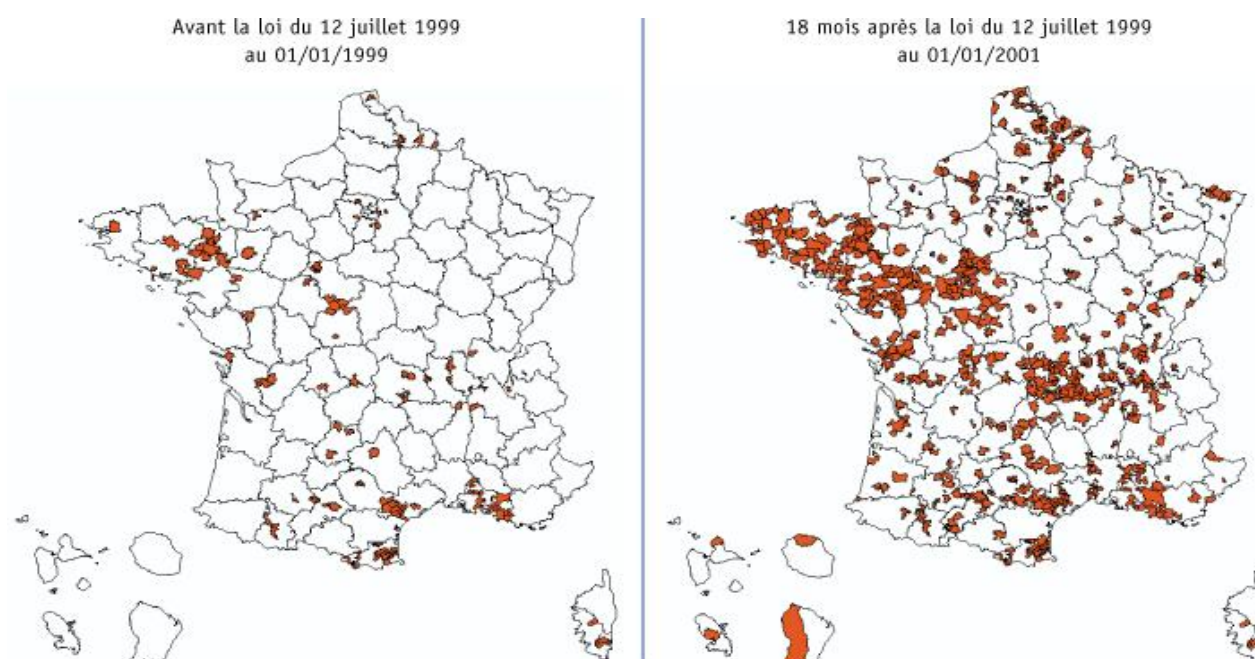 Avant la loi du 12 juillet 1999
au 01/01/1999
18 mois après la loi du 12 juillet 1999
au 01/01/2001